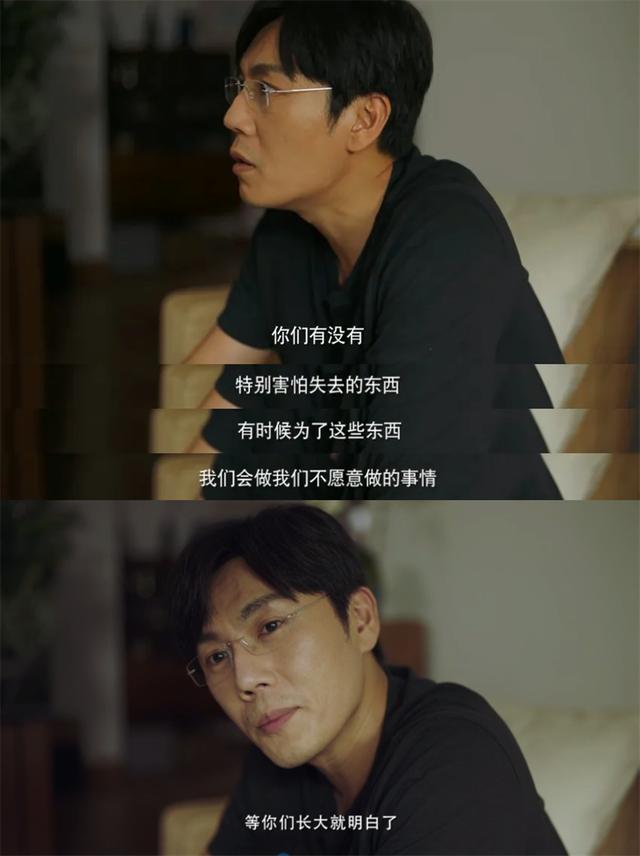 你们有没有
特别害怕失去的东西
有时候为了这些东西
我们会做我们不愿意做的事情
等你们长大就明白了